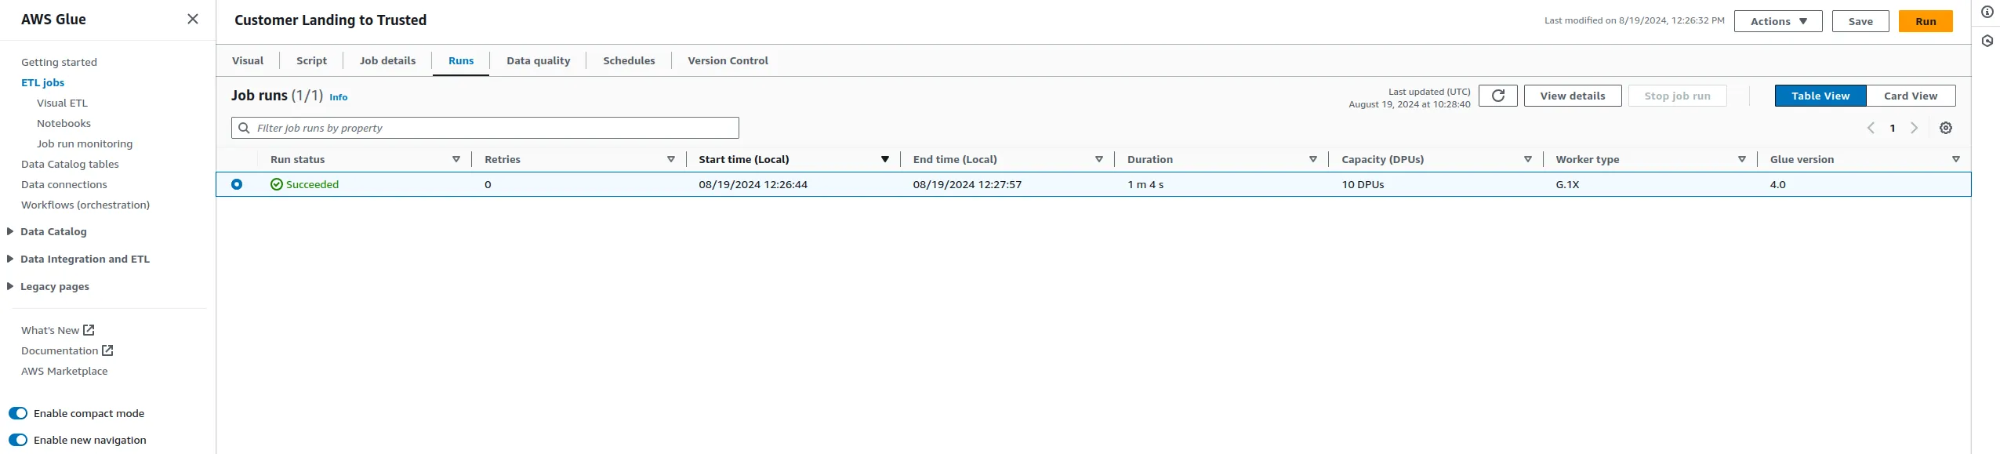 AWS Glue
Getting started
ETL jobs
Visual ETL
Notebooks
Job run monitoring
Data Catalog tables
Data connections
Workflows (orchestration)
Data Catalog
Data Integration and ETL
Legacy pages
What's New
Documentation
AWS Marketplace
Enable compact mode
Enable new navigation
Customer Landing to Trusted
Last modified on 8/19/2024, 12:26:32 PM
Actions
Save
Run
Visual
Script
Job details
Runs
Data quality
Schedules
Version Control
Job runs (1/1) Info
Last updated (UTC)
August 19, 2024 at 10:28:40
View details
Stop job run
Table View
Card View
Filter job runs by property
1
Run status Retries Start time (Local) End time (Local) Duration Capacity (DPUs) Worker type Glue version
Succeeded 0 08/19/2024 12:26:44 08/19/2024 12:27:57 1 m 4 s 10 DPUs G.1X 4.0